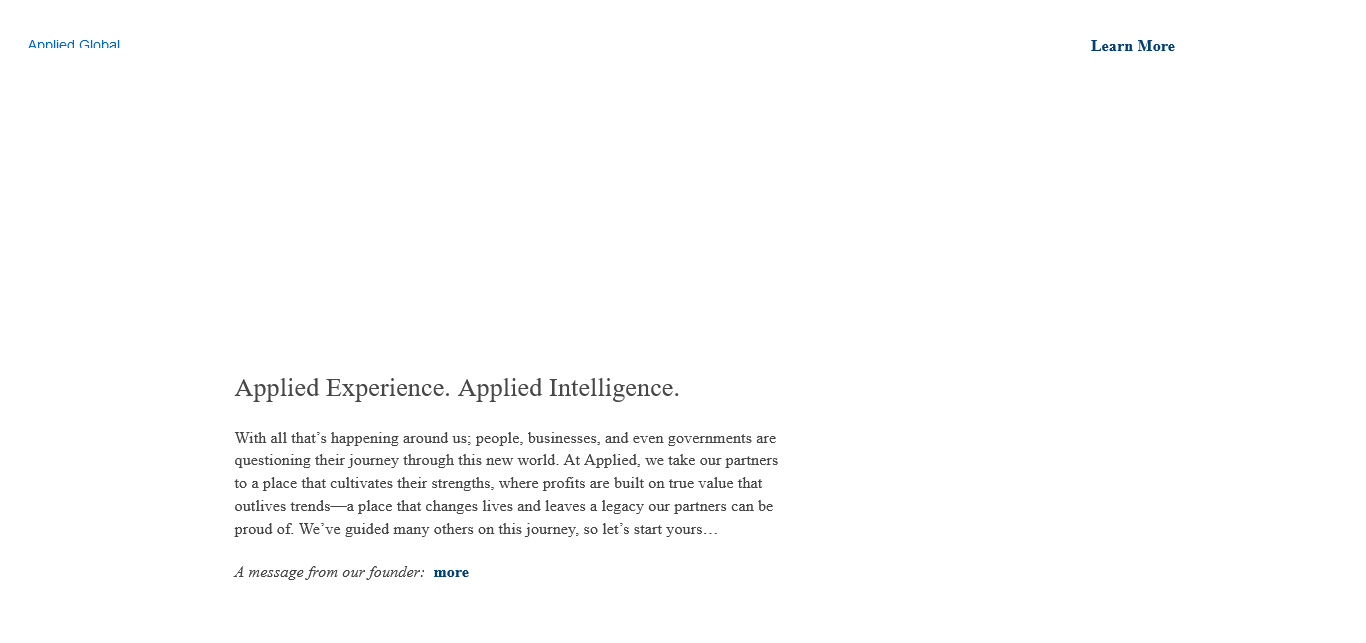 Applied Global
Learn More
Applied Experience. Applied Intelligence.
With all that’s happening around us; people, businesses, and even governments are
questioning their journey through this new world. At Applied, we take our partners
to a place that cultivates their strengths, where profits are built on true value that
outlives trends—a place that changes lives and leaves a legacy our partners can be
proud of. We’ve guided many others on this journey, so let’s start yours…
A message from our founder: more